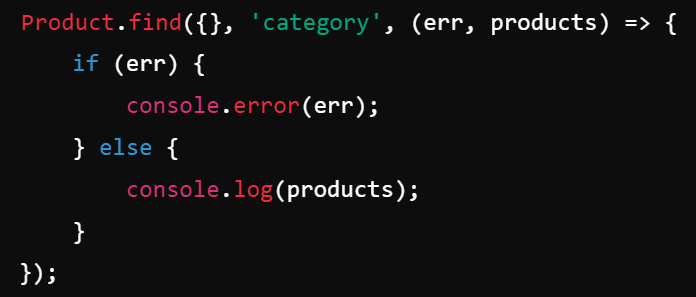 Product.find({}, 'category', (err, products) => {
    if (err) {
        console.error(err);
    } else {
        console.log(products);
    }
});